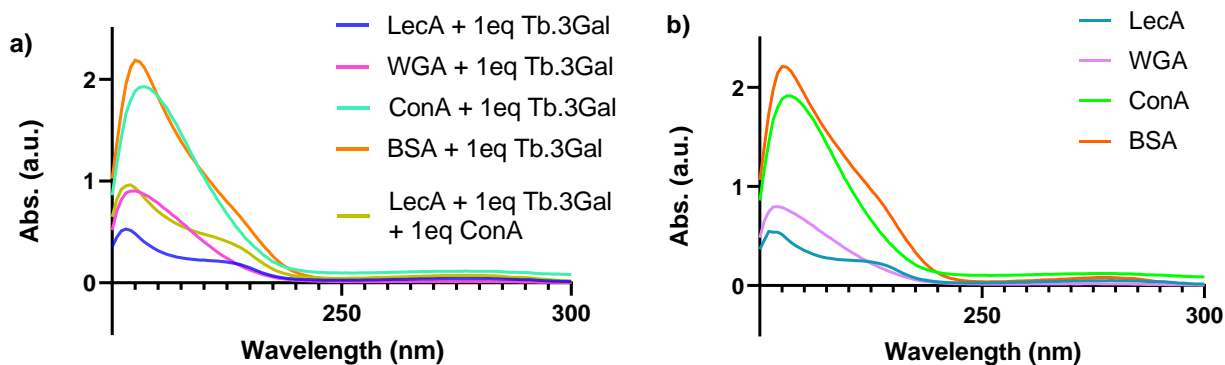 a)
LecA + 1eq Tb.3Gal
WGA + 1eq Tb.3Gal
ConA + 1eq Tb.3Gal
BSA + 1eq Tb.3Gal
LecA + 1eq Tb.3Gal
+ 1eq ConA
Abs. (a.u.)
2
1
0
250
300
Wavelength (nm)
b)
LecA
WGA
ConA
BSA
Abs. (a.u.)
2
1
0
250
300
Wavelength (nm)